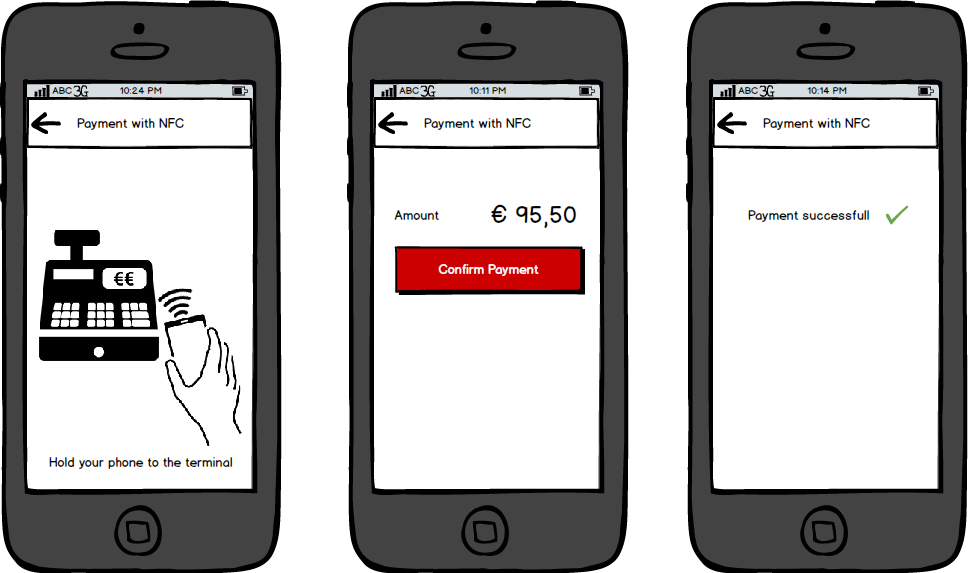 ABC 3G 10:24 PM
Payment with NFC
€€
Hold your phone to the terminal
ABC 3G 10:11 PM
Payment with NFC
Amount € 95,50
Confirm Payment
ABC 3G 10:14 PM
Payment with NFC
Payment successfull